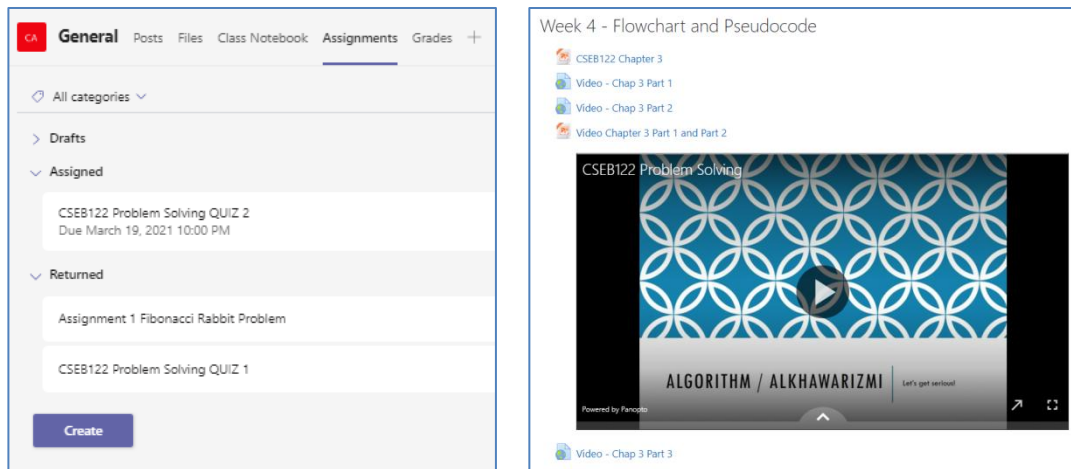 CA General Posts Files Class Notebook Assignments Grades +
All categories
Drafts
Assigned
CSEB122 Problem Solving QUIZ 2
Due March 19, 2021 10:00 PM
Returned
Assignment 1 Fibonacci Rabbit Problem
CSEB122 Problem Solving QUIZ 1
Create
Week 4 - Flowchart and Pseudocode
CSEB122 Chapter 3
Video - Chap 3 Part 1
Video - Chap 3 Part 2
Video Chapter 3 Part 1 and Part 2
CSEB122 Problem Solving
ALGORITHM / ALKHAWARIZMI Let's get serious!
Powered by Panopto
Video - Chap 3 Part 3